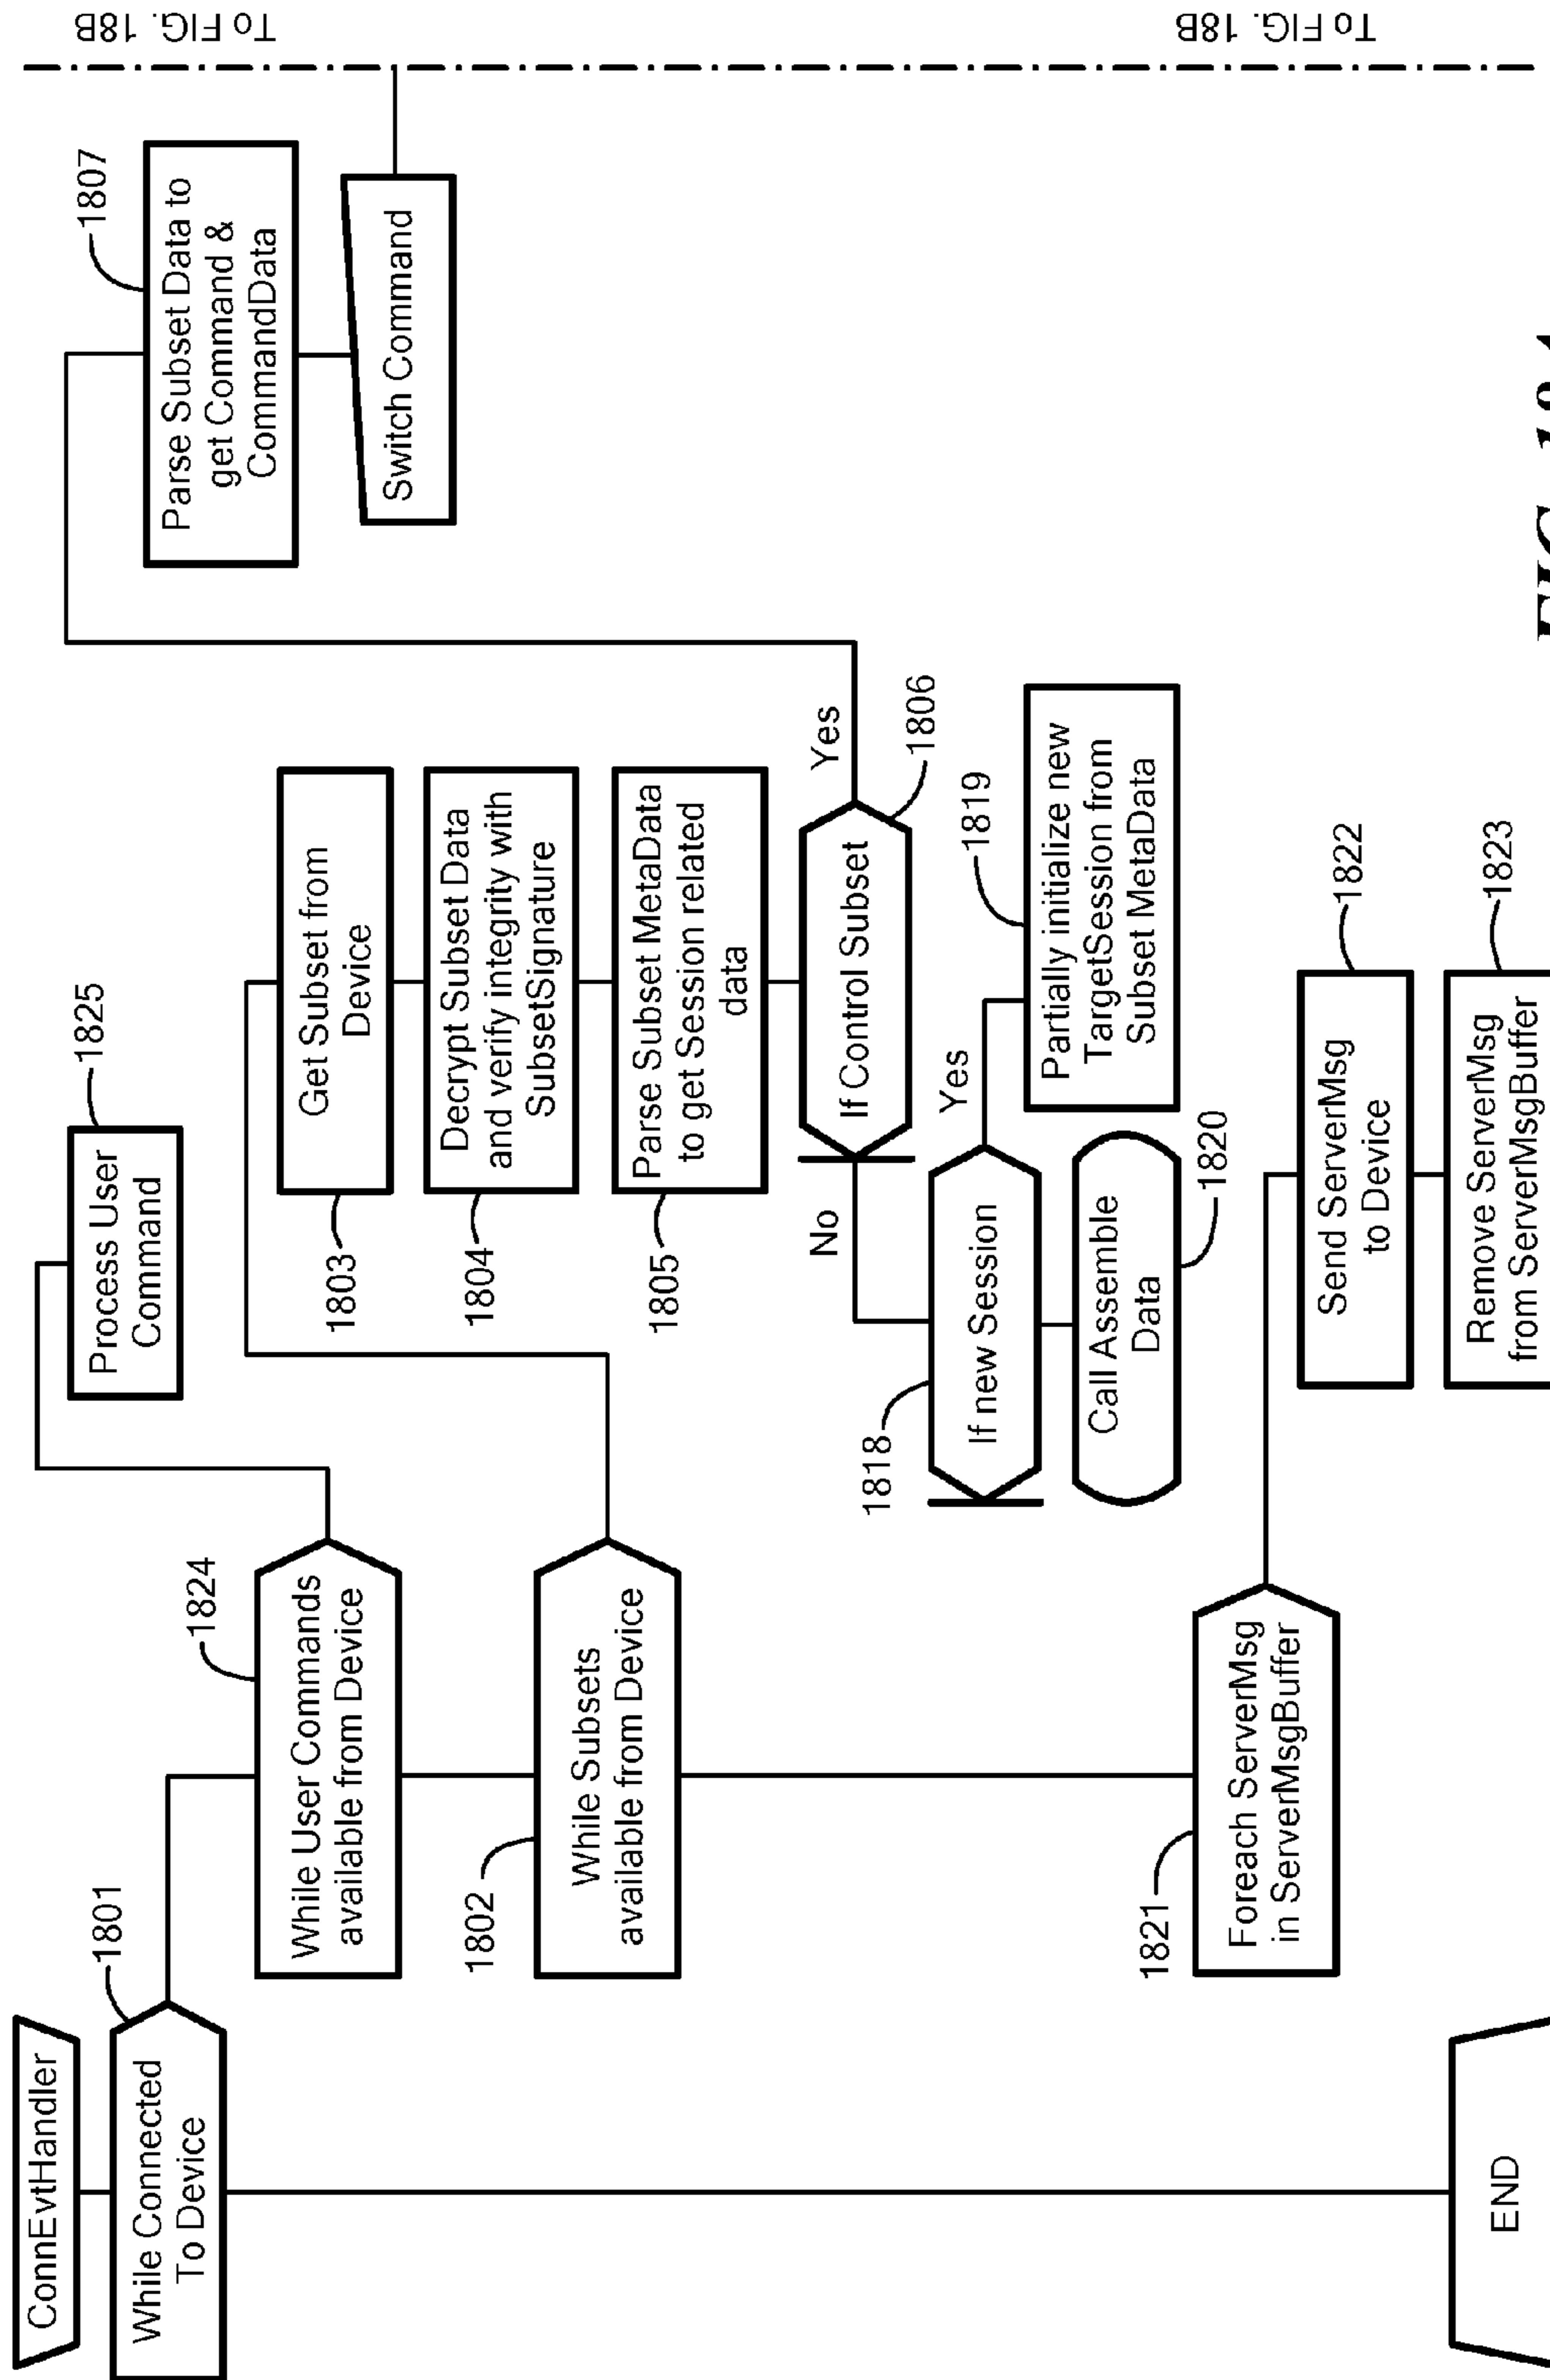 ConnEvtHandler
1801
While Connected
To Device
1824
While User Commands
available from Device
1825
Process User
Command
1802
While Subsets
available from Device
1803
Get Subset from
Device
1804
Decrypt Subset Data
and verify integrity with
SubsetSignature
1805
Parse Subset MetaData
to get Session related
data
If Control Subset
1806
Yes
No
1807
Parse Subset Data to
get Command &
CommandData
Switch Command
To FIG. 18B
To FIG. 18B
1818
If new Session
Yes
1819
Partially initialize new
TargetSession from
Subset MetaData
Call Assemble
Data
1820
1821
Foreach ServerMsg
in ServerMsgBuffer
1822
Send ServerMsg
to Device
1823
Remove ServerMsg
from ServerMsgBuffer
END